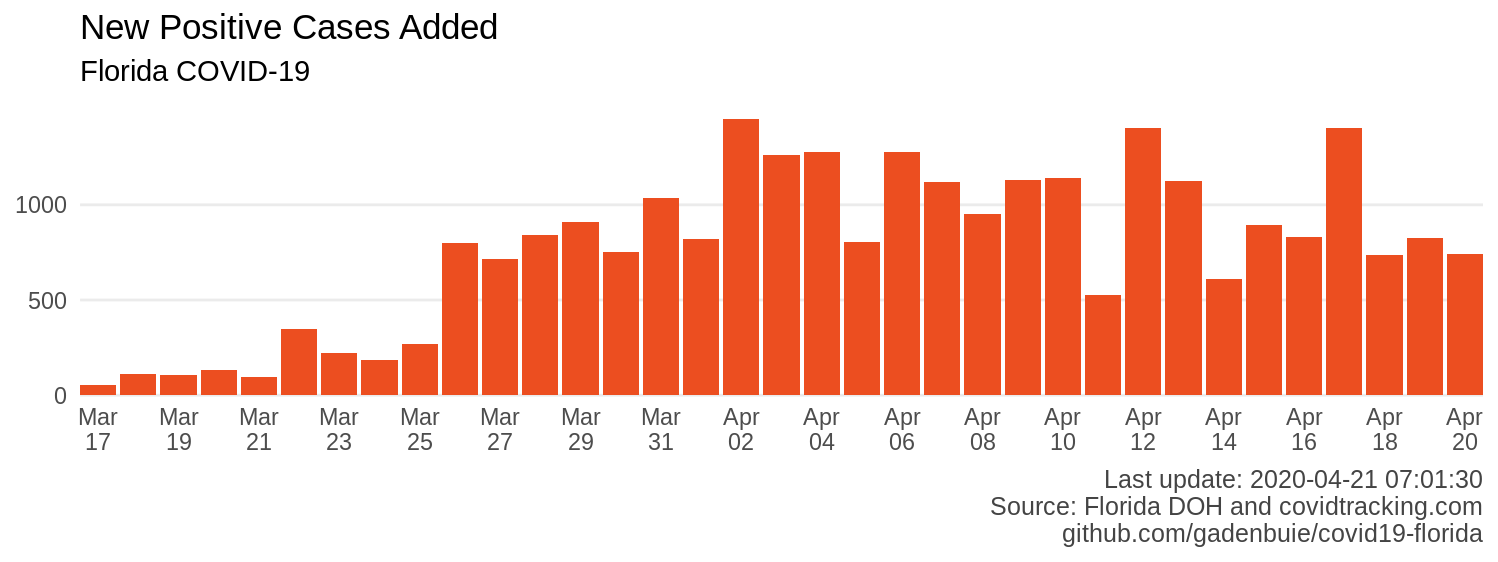 New Positive Cases Added
Florida COVID-19
1000
500
0
Mar Mar Mar Mar Mar Mar Mar Mar Apr Apr Apr Apr Apr Apr Apr Apr Apr Apr
17 19 21 23 25 27 29 31 02 04 06 08 10 12 14 16 18 20
Last update: 2020-04-21 07:01:30
Source: Florida DOH and covidtracking.com
github.com/gadenbuie/covid19-florida